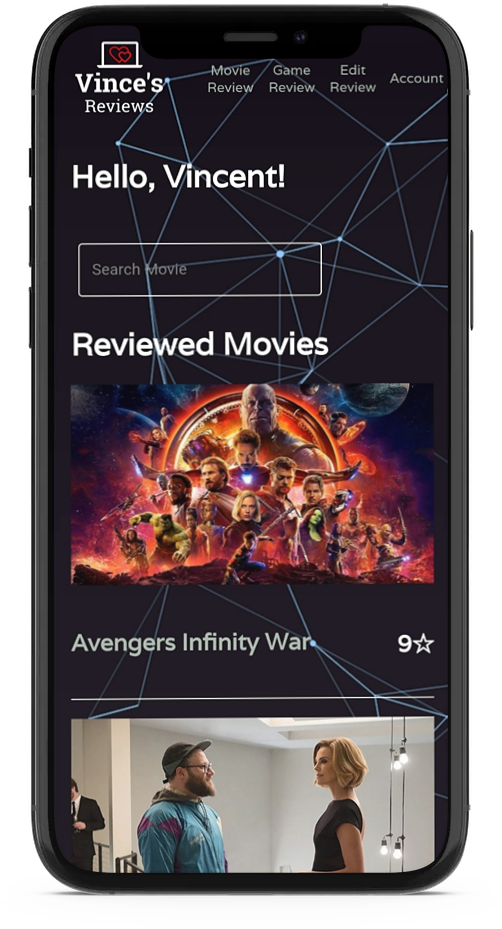 Vince's
Reviews
Movie
Review
Game
Review
Edit
Review
Account
Hello, Vincent!
Search Movie
Reviewed Movies
Avengers Infinity War
9☆